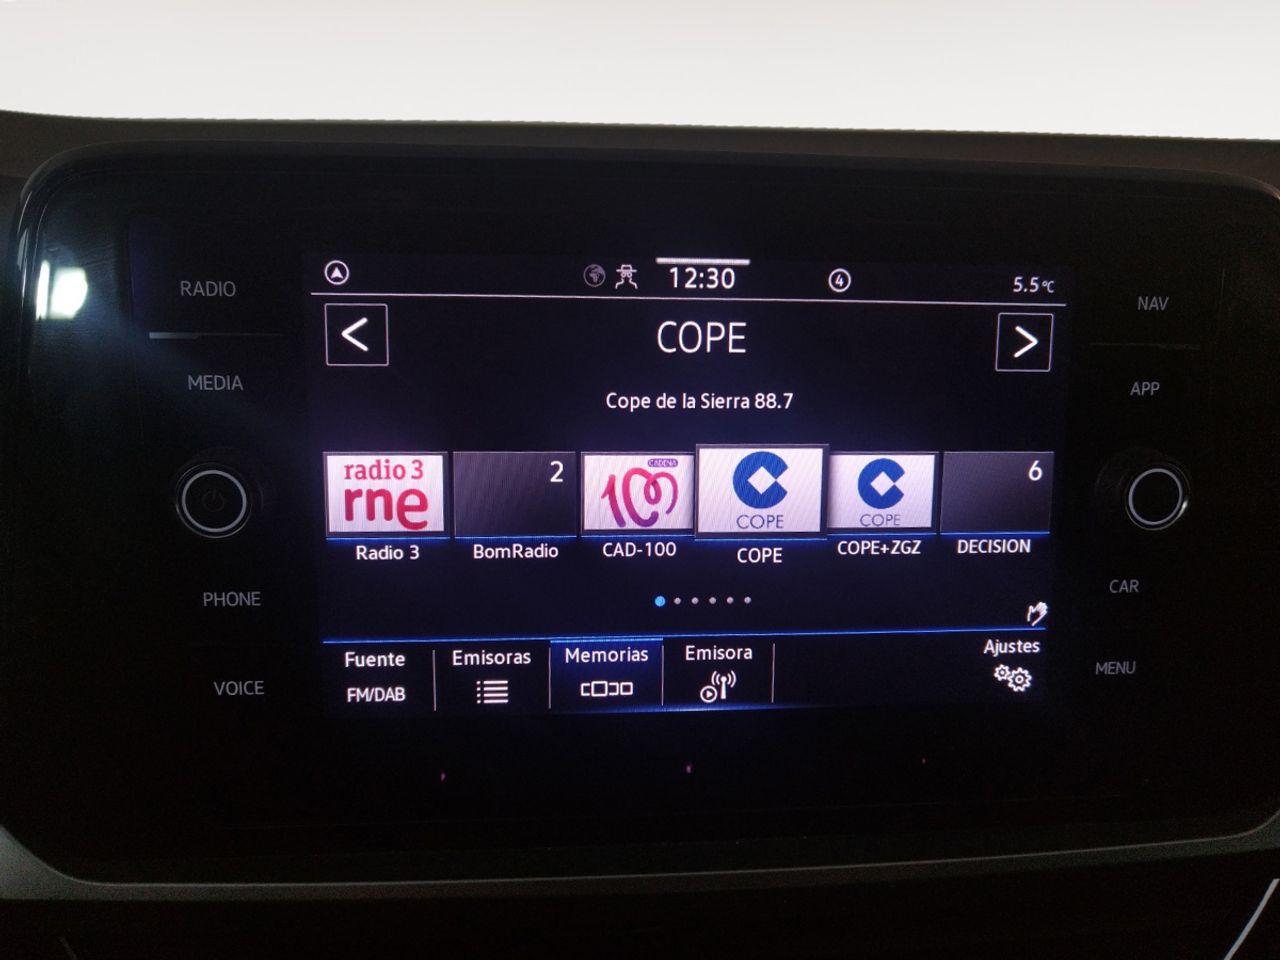 RADIO
MEDIA
PHONE
VOICE
12:30
4
5.5°C
<
COPE
>
Cope de la Sierra 88.7
radio 3
rne
Radio 3
2
BomRadio
CADENA
100
CAD-100
COPE
COPE
COPE
COPE+ZGZ
6
DECISION
Fuente
FM/DAB
Emisoras
Memorias
Emisora
Ajustes
NAV
APP
CAR
MENU